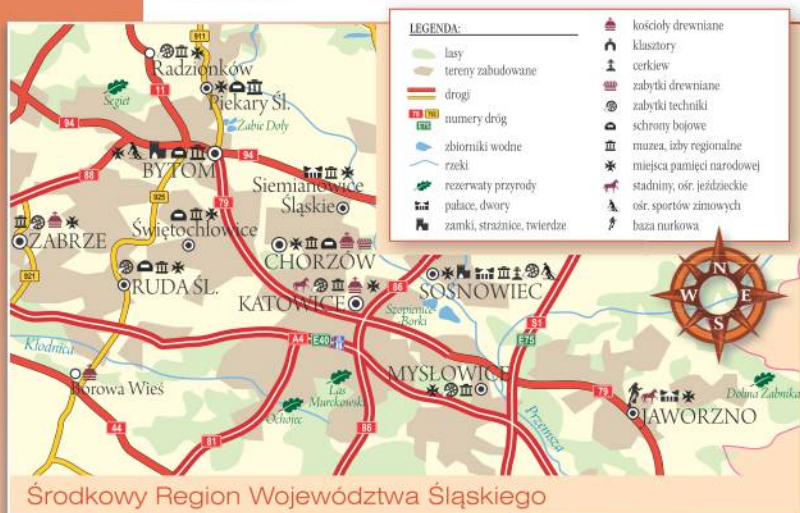 LEGENDA:
lasy
tereny zabudowane
drogi
numery dróg
zbiorniki wodne
rzeki
rezerwaty przyrody
pałace, dwory
zamki, strażnice, twierdze
kościoły drewniane
klasztory
cerkiew
zabytki drewniane
zabytki techniki
schrony bojowe
muzea, izby regionalne
miejsca pamięci narodowej
stadniny, ośr. jeździeckie
ośr. sportów zimowych
baza nurkowa
N
W E
S
911
Radzionków
11
Segiet
Piekary Śl.
94
Żabie Doły
BYTOM
94
88
925
79
Siemianowice
Śląskie
Świętochłowice
ZABRZE
CHORZÓW
921
RUDA ŚL.
KATOWICE
86
SOSNOWIEC
Szopienice-
Borki
S1
E75
Kłodnica
A4 E40
MYSŁOWICE
79
Dolina Żabnika
Borowa Wieś
Las
Murckowski
Ochojec
JAWORZNO
Przemsza
44
81
86
Środkowy Region Województwa Śląskiego